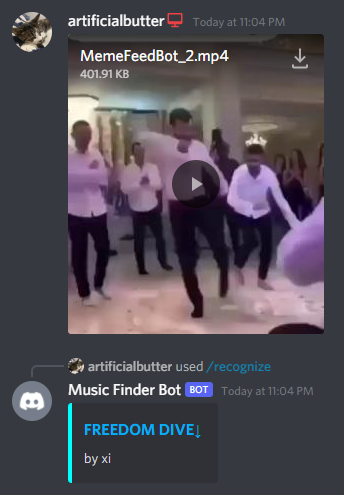 artificialbutter Today at 11:04 PM
MemeFeedBot_2.mp4
401.91 KB
artificialbutter used /recognize
Music Finder Bot BOT Today at 11:04 PM
FREEDOM DIVE↓
by xi